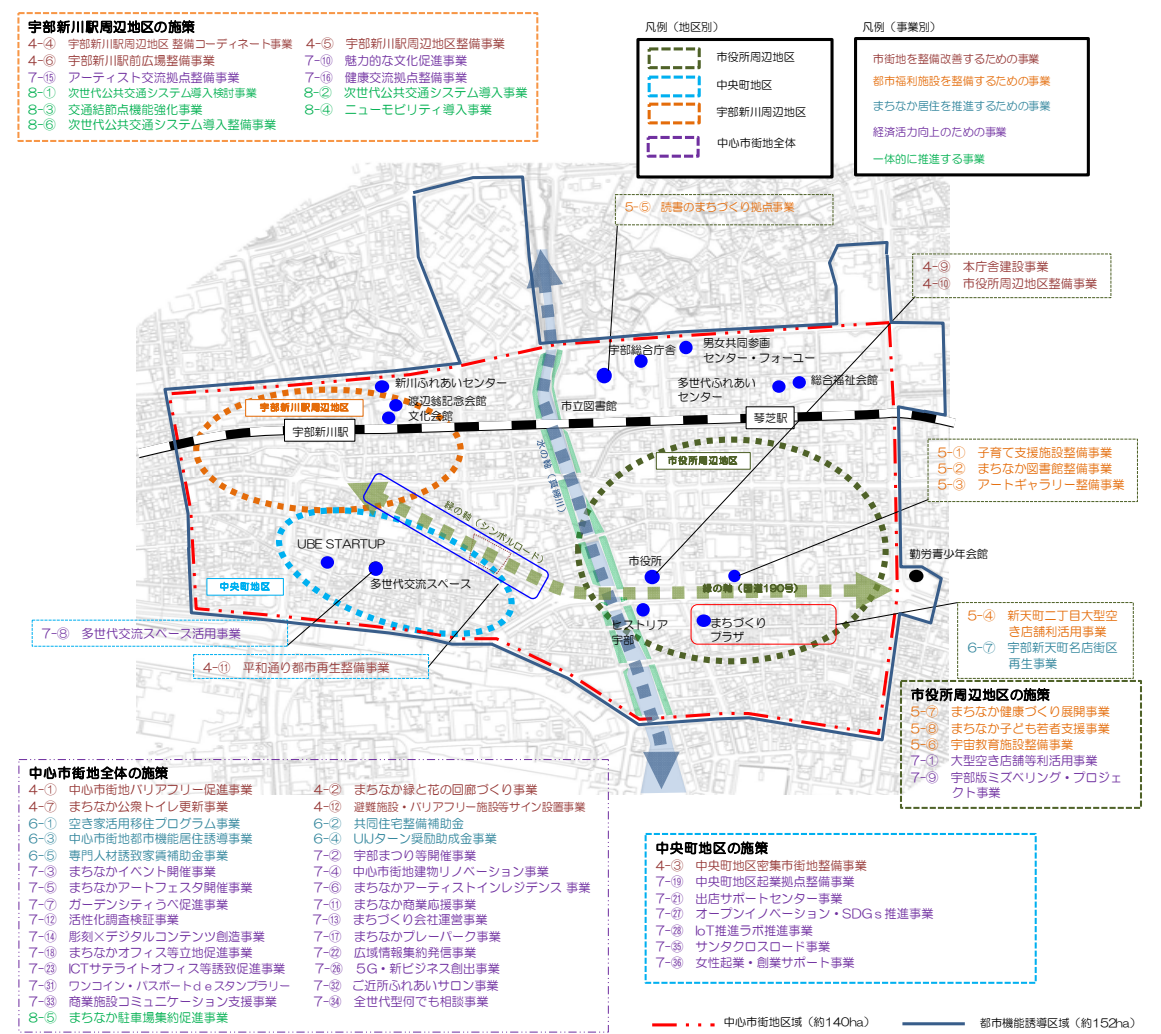 宇部新川駅周辺地区の施策
4-④ 宇部新川駅周辺地区 整備コーディネート事業 4-⑤ 宇部新川駅周辺地区整備事業
4-⑥ 宇部新川駅前広場整備事業 7-⑩ 魅力的な文化促進事業
7-⑮ アーティスト交流拠点整備事業 7-⑯ 健康交流拠点整備事業
8-① 次世代公共交通システム導入検討事業 8-② 次世代公共交通システム導入事業
8-③ 交通結節点機能強化事業 8-④ ニューモビリティ導入事業
8-⑥ 次世代公共交通システム導入整備事業
凡例（地区別）
市役所周辺地区
中央町地区
宇部新川周辺地区
中心市街地全体
凡例（事業別）
市街地を整備改善するための事業
都市福利施設を整備するための事業
まちなか居住を推進するための事業
経済活力向上のための事業
一体的に推進する事業
5-⑤ 読書のまちづくり拠点事業
4-⑨ 本庁舎建設事業
4-⑩ 市役所周辺地区整備事業
宇部総合庁舎
男女共同参画
センター・フォーユー
新川ふれあいセンター
渡辺翁記念会館
文化会館
多世代ふれあい
センター
総合福祉会館
宇部新川駅周辺地区
市立図書館
宇部新川駅
琴芝駅
水の軸（真締川）
市役所周辺地区
5-① 子育て支援施設整備事業
5-② まちなか図書館整備事業
5-③ アートギャラリー整備事業
緑の軸（シンボルロード）
UBE STARTUP
多世代交流スペース
中央町地区
市役所
緑の軸（国道190号）
勤労青少年会館
ヒストリア
宇部
まちづくり
プラザ
5-④ 新天町二丁目大型空
き店舗利活用事業
6-⑦ 宇部新天町名店街区
再生事業
7-⑧ 多世代交流スペース活用事業
4-⑪ 平和通り都市再生整備事業
市役所周辺地区の施策
5-⑦ まちなか健康づくり展開事業
5-⑧ まちなか子ども若者支援事業
5-⑥ 宇宙教育施設整備事業
7-① 大型空き店舗等利活用事業
7-⑨ 宇部版ミズベリング・プロジェ
クト事業
中心市街地全体の施策
4-① 中心市街地バリアフリー促進事業 4-② まちなか緑と花の回廊づくり事業
4-⑦ まちなか公衆トイレ更新事業 4-⑫ 避難施設・バリアフリー施設等サイン設置事業
6-① 空き家活用移住プログラム事業 6-② 共同住宅整備補助金
6-③ 中心市街地都市機能居住誘導事業 6-④ UIJターン奨励助成金事業
6-⑤ 専門人材誘致家賃補助金事業 7-② 宇部まつり等開催事業
7-③ まちなかイベント開催事業 7-④ 中心市街地建物リノベーション事業
7-⑤ まちなかアートフェスタ開催事業 7-⑥ まちなかアーティストインレジデンス 事業
7-⑦ ガーデンシティうべ促進事業 7-⑪ まちなか商業応援事業
7-⑫ 活性化調査検証事業 7-⑬ まちづくり会社運営事業
7-⑭ 彫刻×デジタルコンテンツ創造事業 7-⑰ まちなかプレーパーク事業
7-⑱ まちなかオフィス等立地促進事業 7-㉒ 広域情報集約発信事業
7-㉓ ICTサテライトオフィス等誘致促進事業 7-㉖ 5G・新ビジネス創出事業
7-㉛ ワンコイン・パスポートｄｅスタンプラリー 7-㉜ ご近所ふれあいサロン事業
7-㉝ 商業施設コミュニケーション支援事業 7-㉞ 全世代型何でも相談事業
8-⑤ まちなか駐車場集約促進事業
中央町地区の施策
4-③ 中央町地区密集市街地整備事業
7-⑲ 中央町地区起業拠点整備事業
7-㉑ 出店サポートセンター事業
7-㉗ オープンイノベーション・SDGｓ推進事業
7-㉘ IoT推進ラボ推進事業
7-㉟ サンタクロスロード事業
7-㊱ 女性起業・創業サポート事業
中心市街地区域（約140ha） 都市機能誘導区域（約152ha）